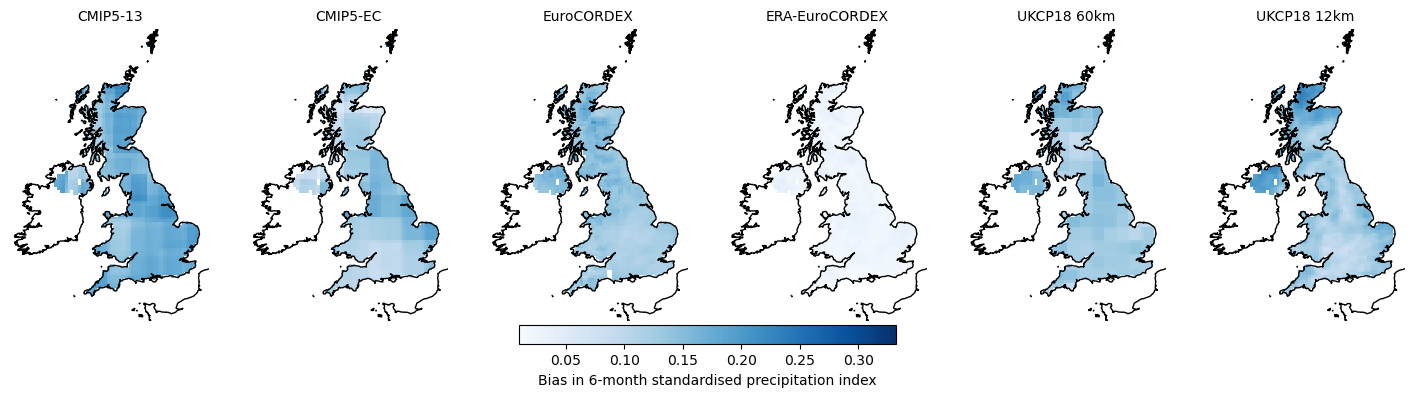 CMIP5-13
CMIP5-EC
EuroCORDEX
ERA-EuroCORDEX
UKCP18 60km
UKCP18 12km
0.05 0.10 0.15 0.20 0.25 0.30
Bias in 6-month standardised precipitation index